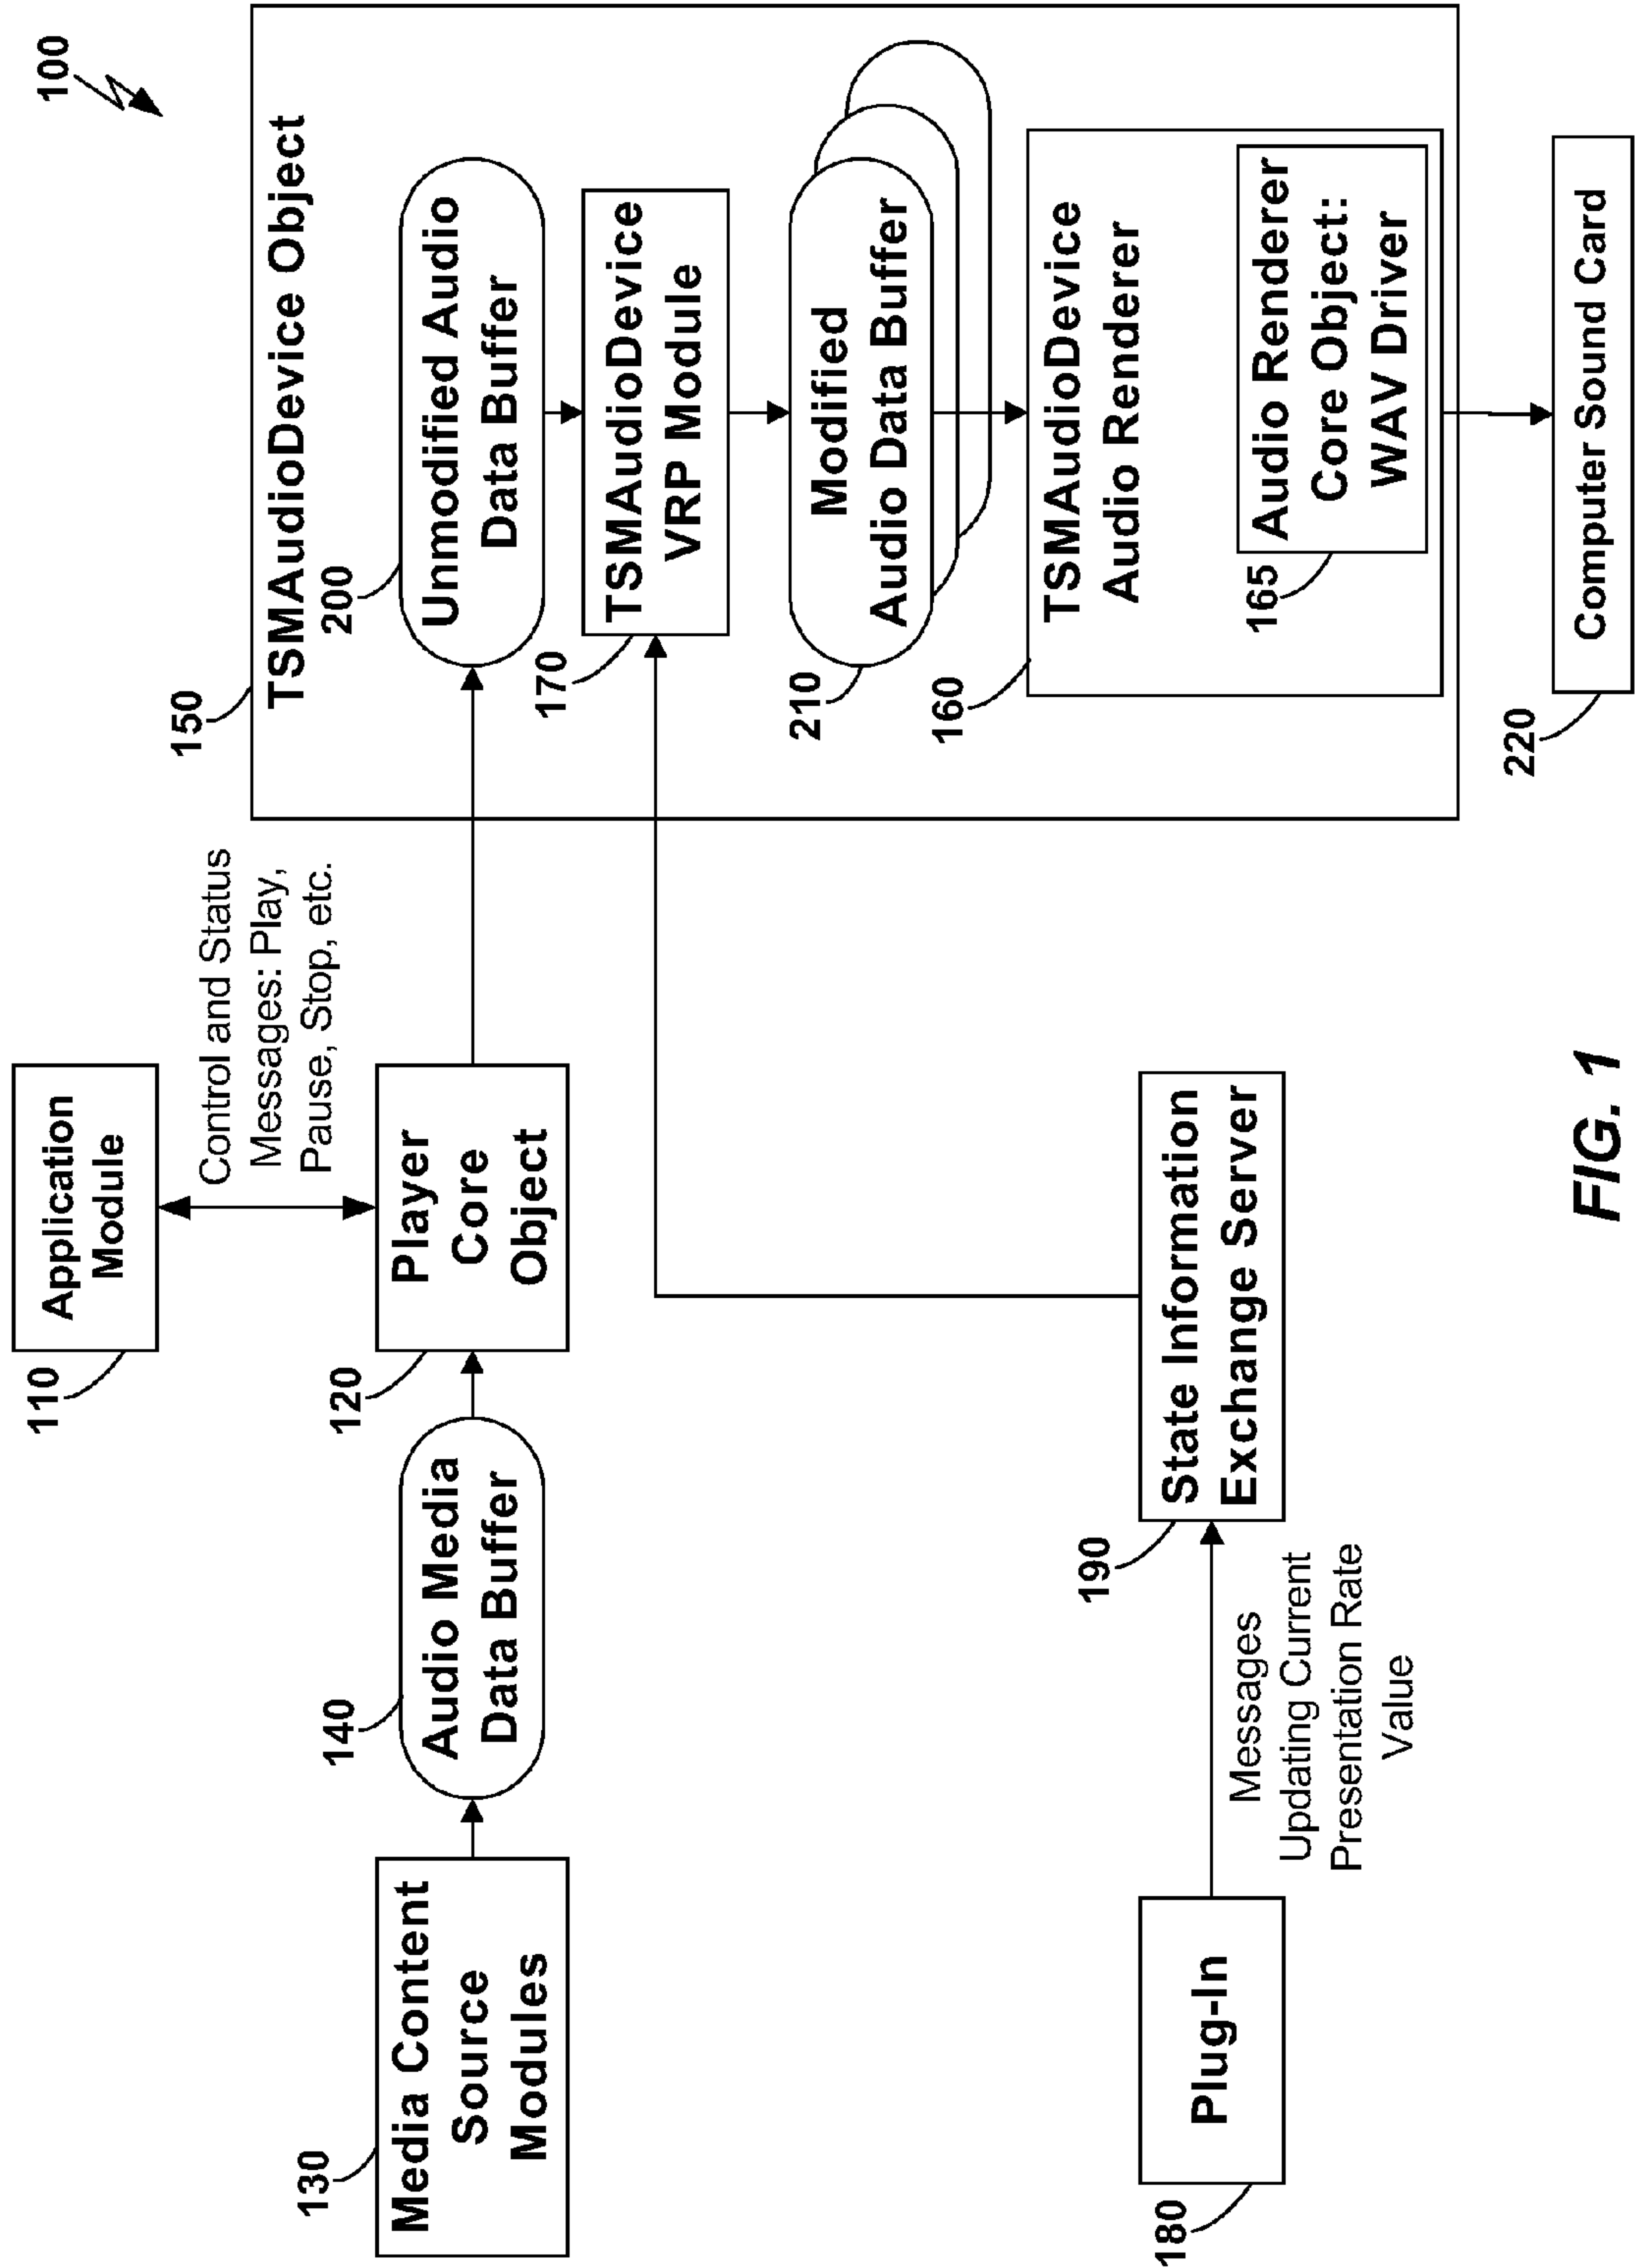 100
110
Application
Module
Control and Status
Messages: Play,
Pause, Stop, etc.
130
Media Content
Source
Modules
140
Audio Media
Data Buffer
120
Player
Core
Object
150
TSMAudioDevice Object
200
Unmodified Audio
Data Buffer
170
TSMAudioDevice
VRP Module
210
Modified
Audio Data Buffer
160
TSMAudioDevice
Audio Renderer
165
Audio Renderer
Core Object:
WAV Driver
220
Computer Sound Card
180
Plug-In
Messages
Updating Current
Presentation Rate
Value
190
State Information
Exchange Server
FIG. 1